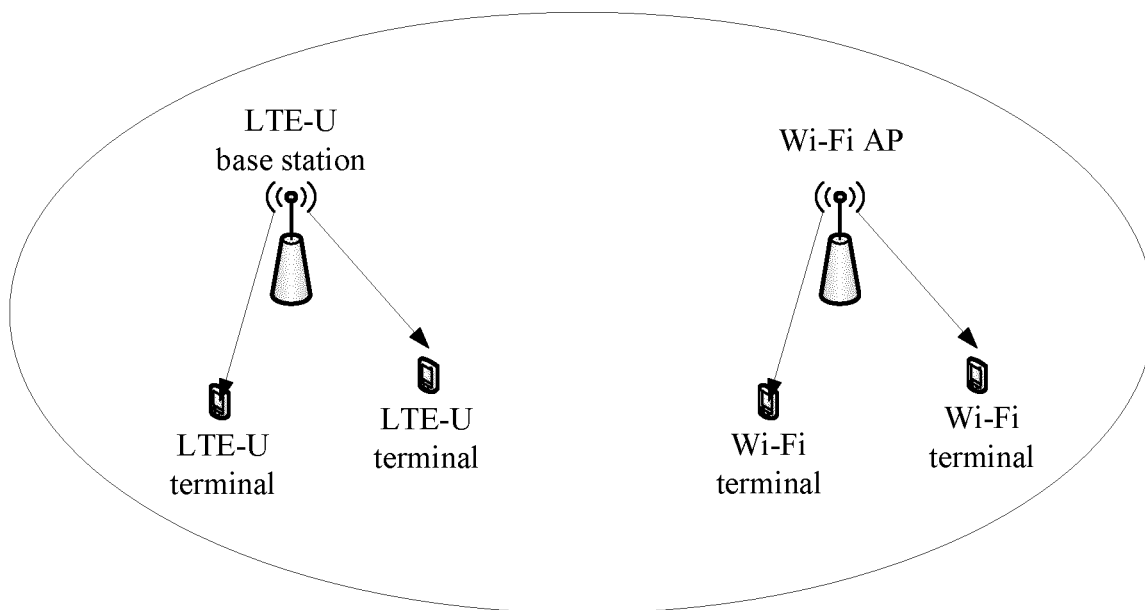 LTE-U
base station
Wi-Fi AP
LTE-U
terminal
LTE-U
terminal
Wi-Fi
terminal
Wi-Fi
terminal